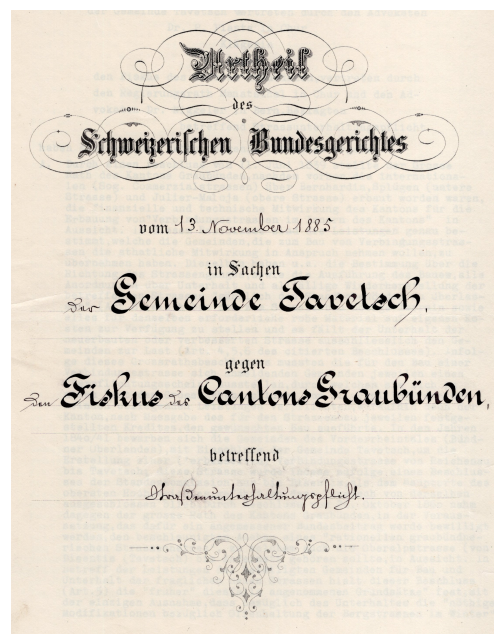 Urtheil
des
Schweizerischen Bundesgerichtes
vom 13. November 1885
in Sachen
der Gemeinde Tavetsch,
gegen
den Fiskus des Cantons Graubünden,
betreffend
Straßenunterhaltungspflicht.